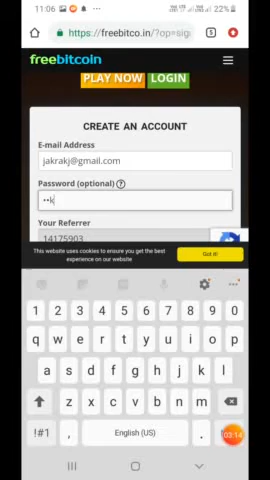 11:06 22%
https://freebitco.in/?op=sig 5
freebitcoin
PLAY NOW LOGIN
CREATE AN ACCOUNT
E-mail Address
jakrakj@gmail.com
Password (optional) ?
••k
Your Referrer
14175903
This website uses cookies to ensure you get the best
experience on our website
Got it!
1 2 3 4 5 6 7 8 9 0
q w e r t y u i o p
a s d f g h j k l
z x c v b n m
!#1 , English (US) .
03:14